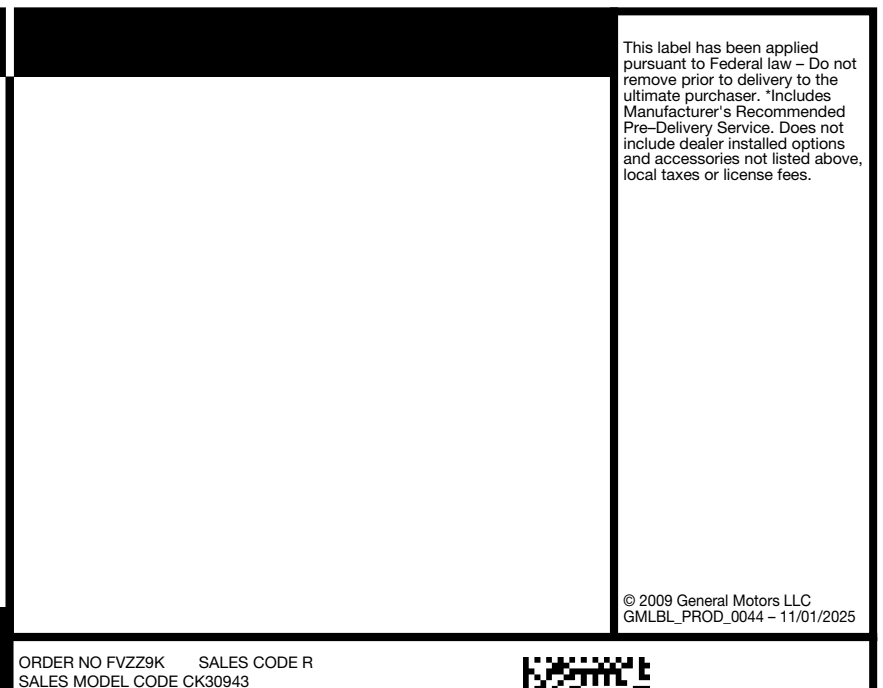 This label has been applied
pursuant to Federal law – Do not
remove prior to delivery to the
ultimate purchaser. *Includes
Manufacturer's Recommended
Pre–Delivery Service. Does not
include dealer installed options
and accessories not listed above,
local taxes or license fees.
© 2009 General Motors LLC
GMLBL_PROD_0044 – 11/01/2025
ORDER NO FVZZ9K SALES CODE R
SALES MODEL CODE CK30943